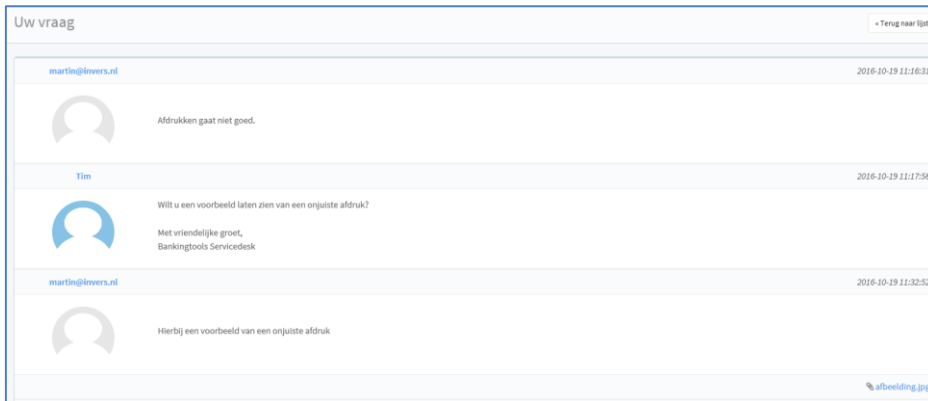 Uw vraag
« Terug naar lijst
martin@invers.nl
2016-10-19 11:16:31
Afdrukken gaat niet goed.
Tim
2016-10-19 11:17:58
Wilt u een voorbeeld laten zien van een onjuiste afdruk?
Met vriendelijke groet,
Bankingtools Servicedesk
martin@invers.nl
2016-10-19 11:32:52
Hierbij een voorbeeld van een onjuiste afdruk
afbeelding.jpg